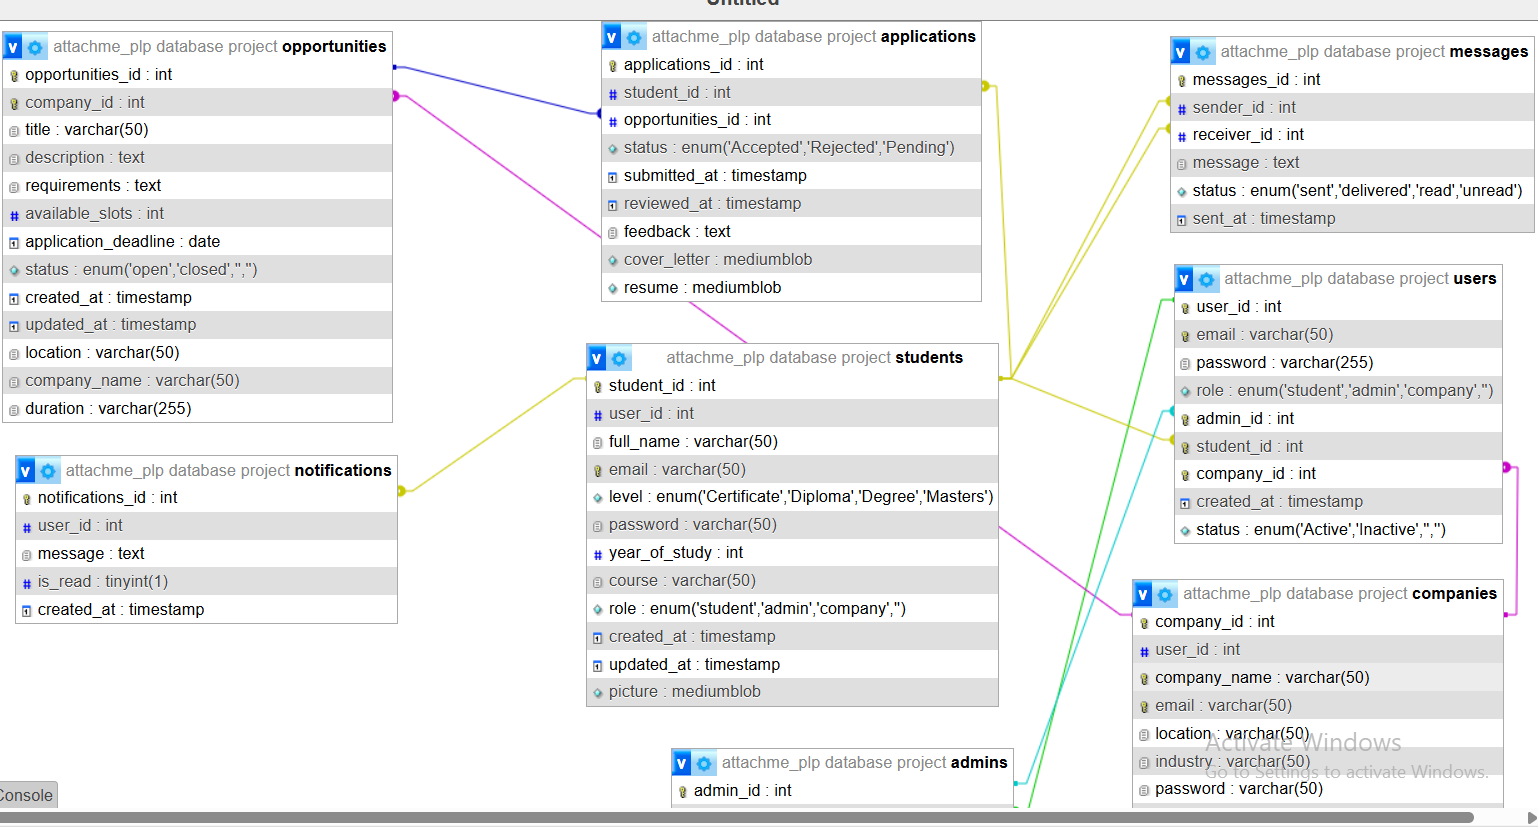 Untitled
attachme_plp database project opportunities
opportunities_id : int
company_id : int
title : varchar(50)
description : text
requirements : text
available_slots : int
application_deadline : date
status : enum('open','closed','','')
created_at : timestamp
updated_at : timestamp
location : varchar(50)
company_name : varchar(50)
duration : varchar(255)
attachme_plp database project notifications
notifications_id : int
user_id : int
message : text
is_read : tinyint(1)
created_at : timestamp
attachme_plp database project applications
applications_id : int
student_id : int
opportunities_id : int
status : enum('Accepted','Rejected','Pending')
submitted_at : timestamp
reviewed_at : timestamp
feedback : text
cover_letter : mediumblob
resume : mediumblob
attachme_plp database project students
student_id : int
user_id : int
full_name : varchar(50)
email : varchar(50)
level : enum('Certificate','Diploma','Degree','Masters')
password : varchar(50)
year_of_study : int
course : varchar(50)
role : enum('student','admin','company','')
created_at : timestamp
updated_at : timestamp
picture : mediumblob
attachme_plp database project admins
admin_id : int
attachme_plp database project messages
messages_id : int
sender_id : int
receiver_id : int
message : text
status : enum('sent','delivered','read','unread')
sent_at : timestamp
attachme_plp database project users
user_id : int
email : varchar(50)
password : varchar(255)
role : enum('student','admin','company','')
admin_id : int
student_id : int
company_id : int
created_at : timestamp
status : enum('Active','Inactive','','')
attachme_plp database project companies
company_id : int
user_id : int
company_name : varchar(50)
email : varchar(50)
location : varchar(50)
industry : varchar(50)
password : varchar(50)
Activate Windows
Go to Settings to activate Windows.
Console